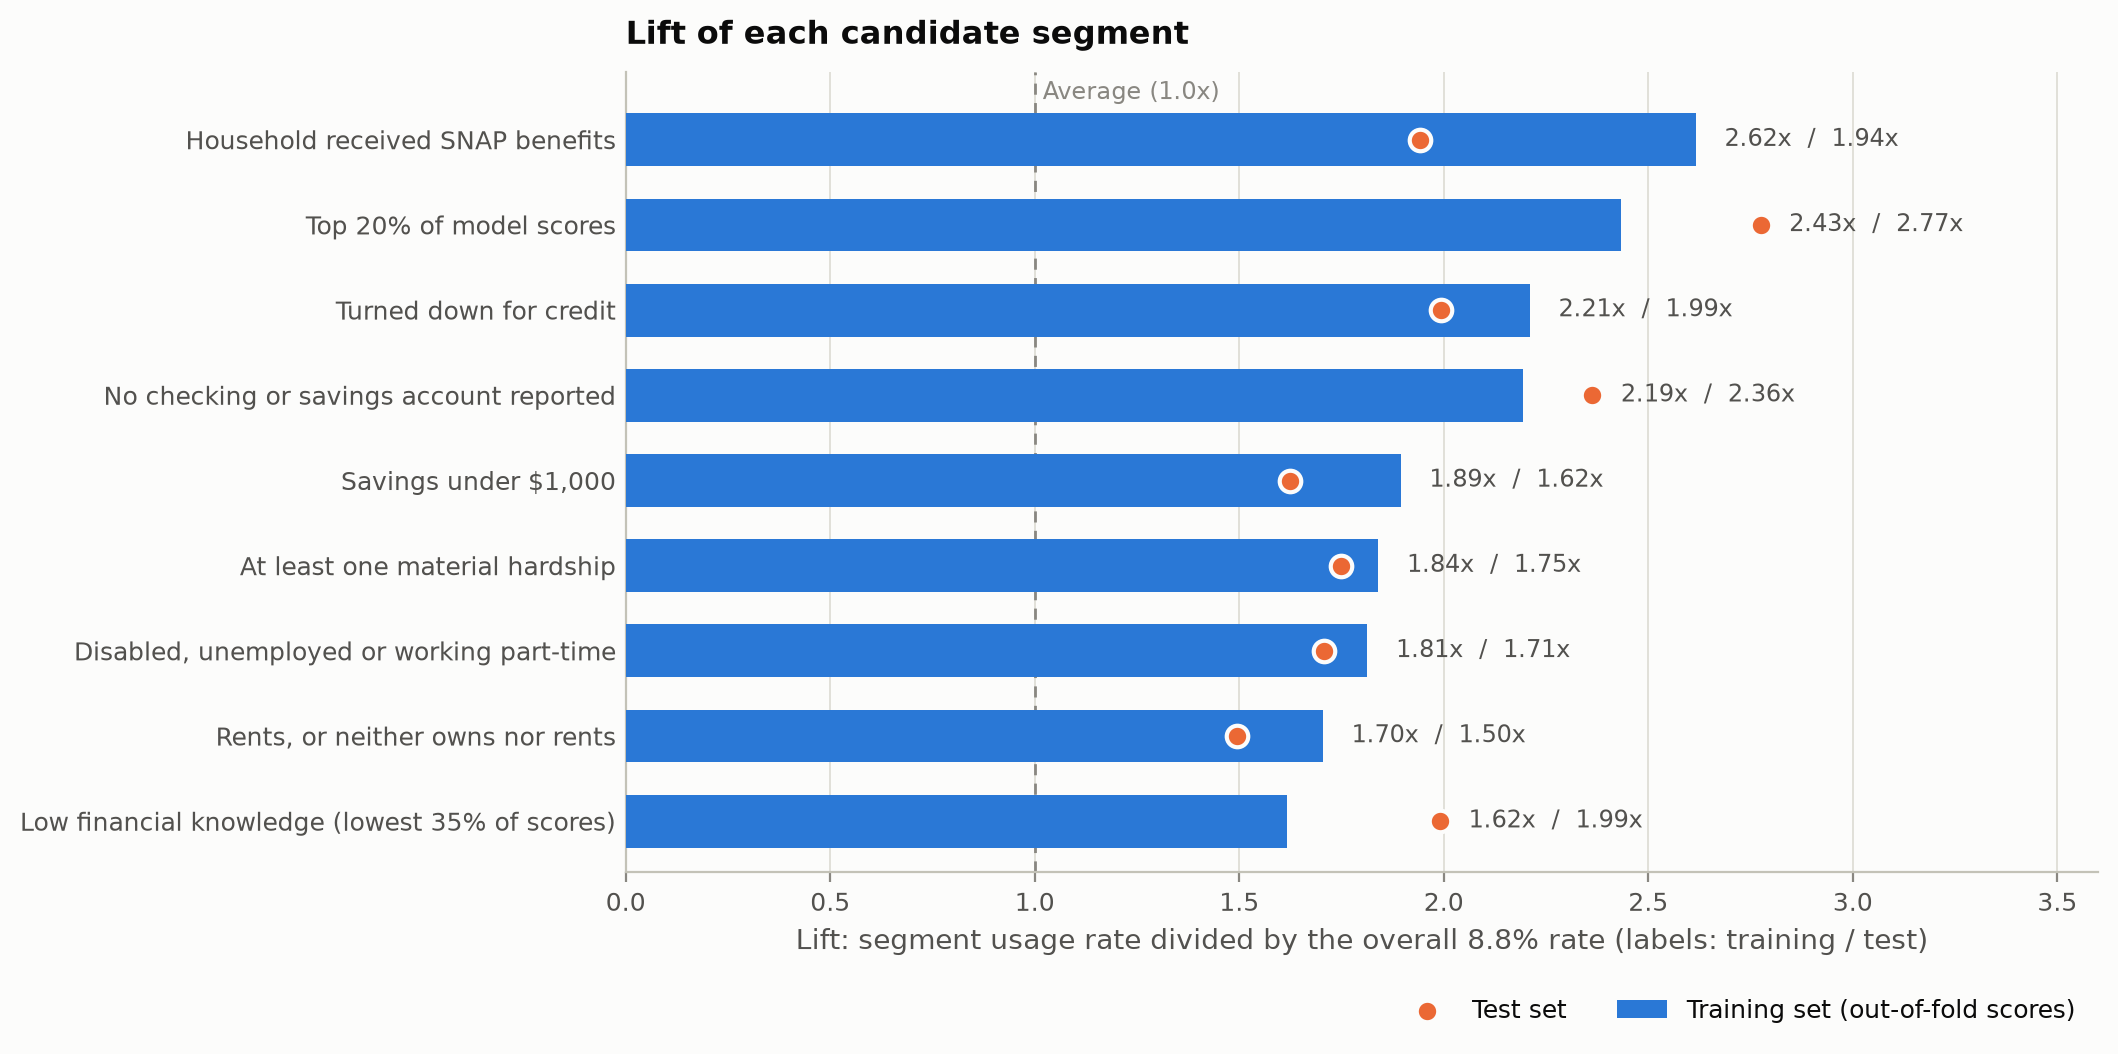 Lift of each candidate segment
Average (1.0x)
Household received SNAP benefits
2.62x / 1.94x
Top 20% of model scores
2.43x / 2.77x
Turned down for credit
2.21x / 1.99x
No checking or savings account reported
2.19x / 2.36x
Savings under $1,000
1.89x / 1.62x
At least one material hardship
1.84x / 1.75x
Disabled, unemployed or working part-time
1.81x / 1.71x
Rents, or neither owns nor rents
1.70x / 1.50x
Low financial knowledge (lowest 35% of scores)
1.62x / 1.99x
0.0 0.5 1.0 1.5 2.0 2.5 3.0 3.5
Lift: segment usage rate divided by the overall 8.8% rate (labels: training / test)
Test set
Training set (out-of-fold scores)